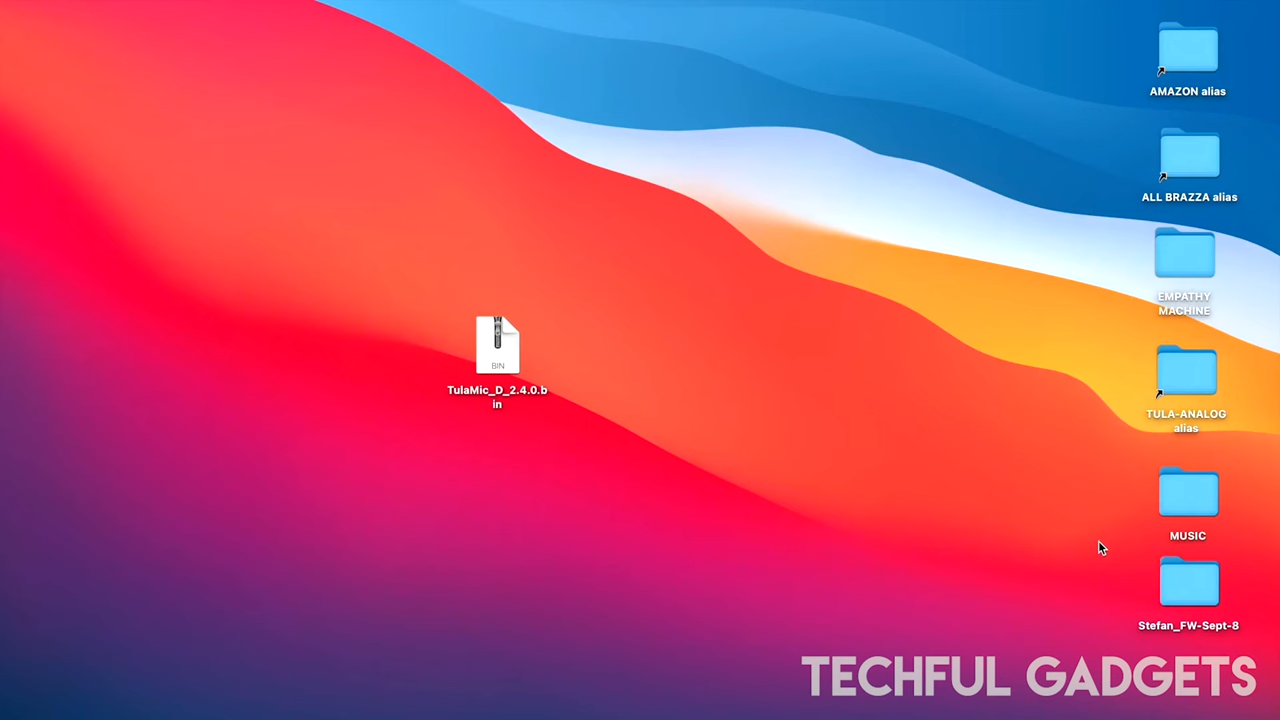 AMAZON alias
ALL BRAZZA alias
EMPATHY
MACHINE
BIN
TulaMic_D_2.4.0.b
in
TULA-ANALOG
alias
MUSIC
Stefan_FW-Sept-8
TECHFUL GADGETS